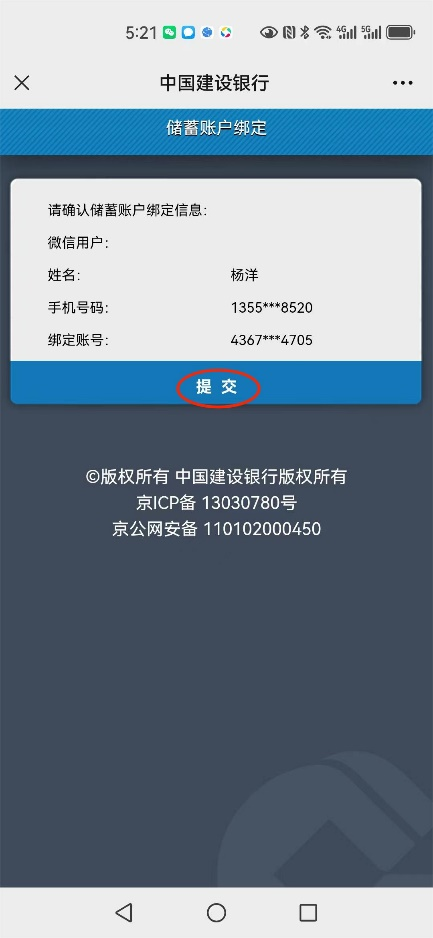 5:21
4G
5G
中国建设银行
储蓄账户绑定
请确认储蓄账户绑定信息:
微信用户:
姓名: 杨洋
手机号码: 1355***8520
绑定账号: 4367***4705
提 交
©版权所有 中国建设银行版权所有
京ICP备 13030780号
京公网安备 110102000450